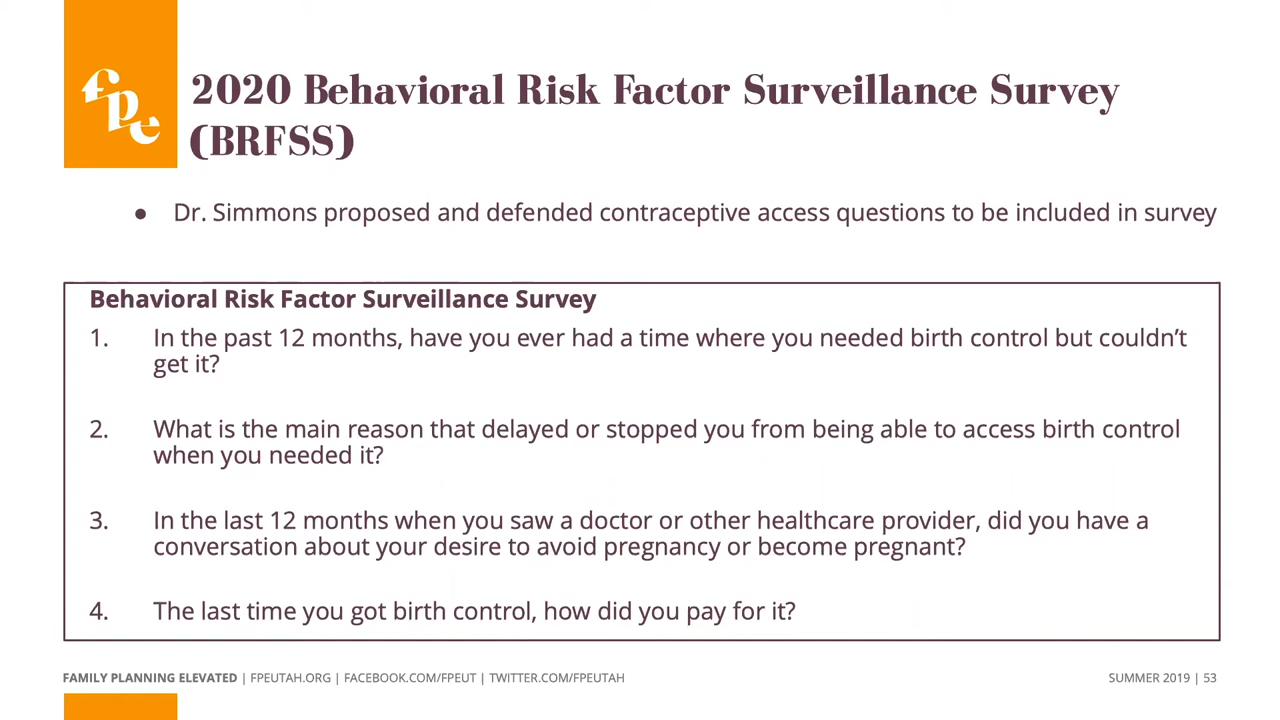 fpe
2020 Behavioral Risk Factor Surveillance Survey
(BRFSS)
● Dr. Simmons proposed and defended contraceptive access questions to be included in survey
Behavioral Risk Factor Surveillance Survey
1. In the past 12 months, have you ever had a time where you needed birth control but couldn’t
get it?
2. What is the main reason that delayed or stopped you from being able to access birth control
when you needed it?
3. In the last 12 months when you saw a doctor or other healthcare provider, did you have a
conversation about your desire to avoid pregnancy or become pregnant?
4. The last time you got birth control, how did you pay for it?
FAMILY PLANNING ELEVATED | FPEUTAH.ORG | FACEBOOK.COM/FPEUT | TWITTER.COM/FPEUTAH
SUMMER 2019 | 53